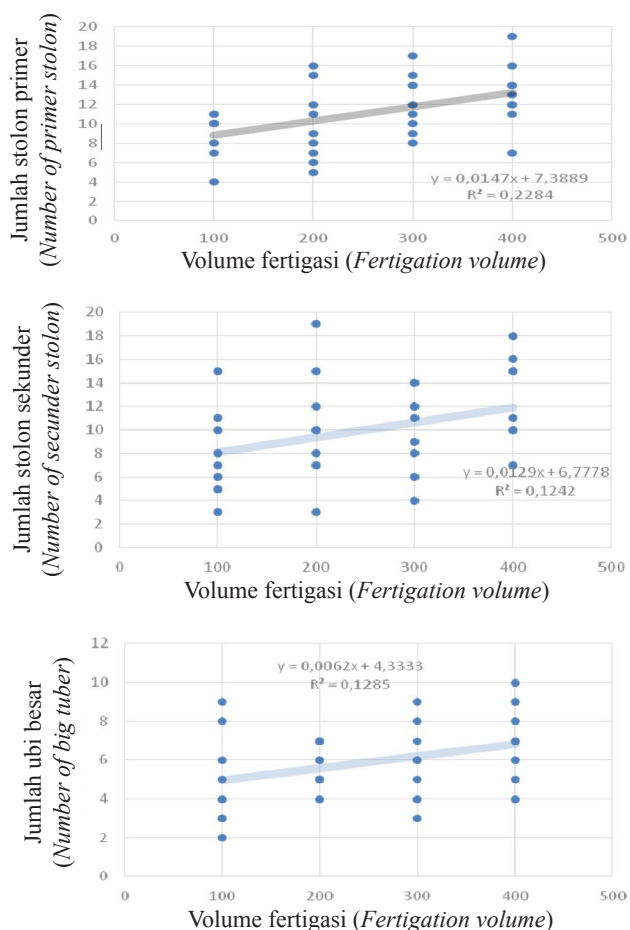 Jumlah stolon primer
(Number of primer stolon)
20
18
16
14
12
10
8
6
4
2
0
y = 0,0147x + 7,3889
R² = 0,2284
0 100 200 300 400 500
Volume fertigasi (Fertigation volume)
Jumlah stolon sekunder
(Number of secunder stolon)
20
18
16
14
12
10
8
6
4
2
0
y = 0,0129x + 6,7778
R² = 0,1242
0 100 200 300 400 500
Volume fertigasi (Fertigation volume)
Jumlah ubi besar
(Number of big tuber)
12
10
8
6
4
2
0
y = 0,0062x + 4,3333
R² = 0,1285
0 100 200 300 400 500
Volume fertigasi (Fertigation volume)